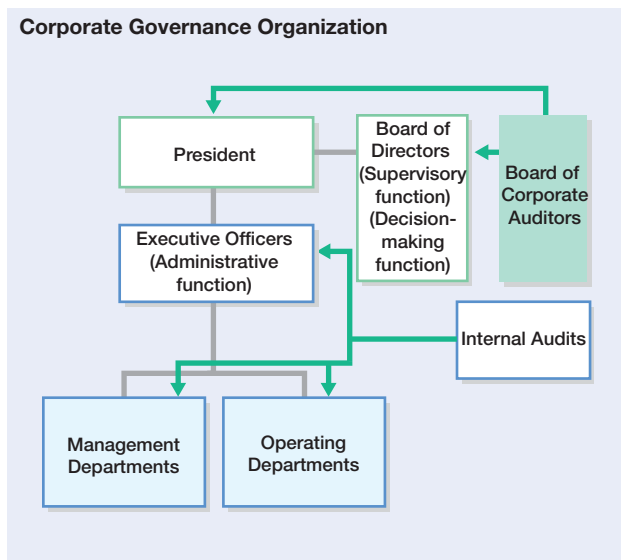 Corporate Governance Organization
President
Board of
Directors
(Supervisory
function)
(Decision-
making
function)
Board of
Corporate
Auditors
Executive Officers
(Administrative
function)
Internal Audits
Management
Departments
Operating
Departments